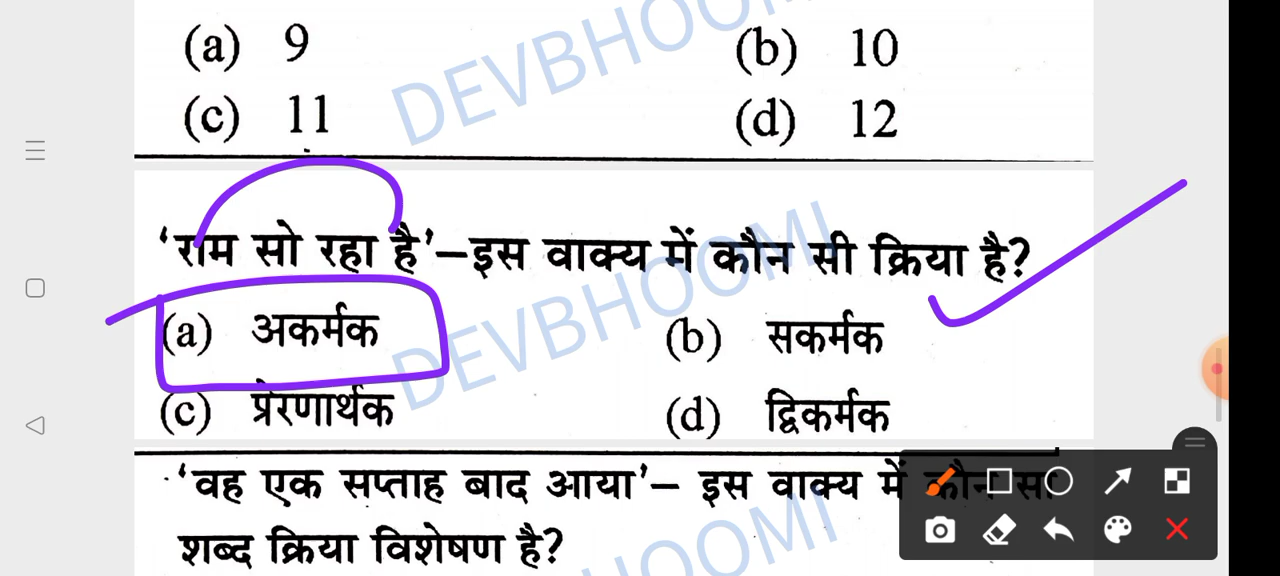 (a) 9 (b) 10
(c) 11 (d) 12
‘राम सो रहा है’–इस वाक्य में कौन सी क्रिया है?
(a) अकर्मक (b) सकर्मक
(c) प्रेरणार्थक (d) द्विकर्मक
‘वह एक सप्ताह बाद आया’– इस वाक्य में कौन सा
शब्द क्रिया विशेषण है?
DEVBHOOMI
DEVBHOOMI
HOOMI